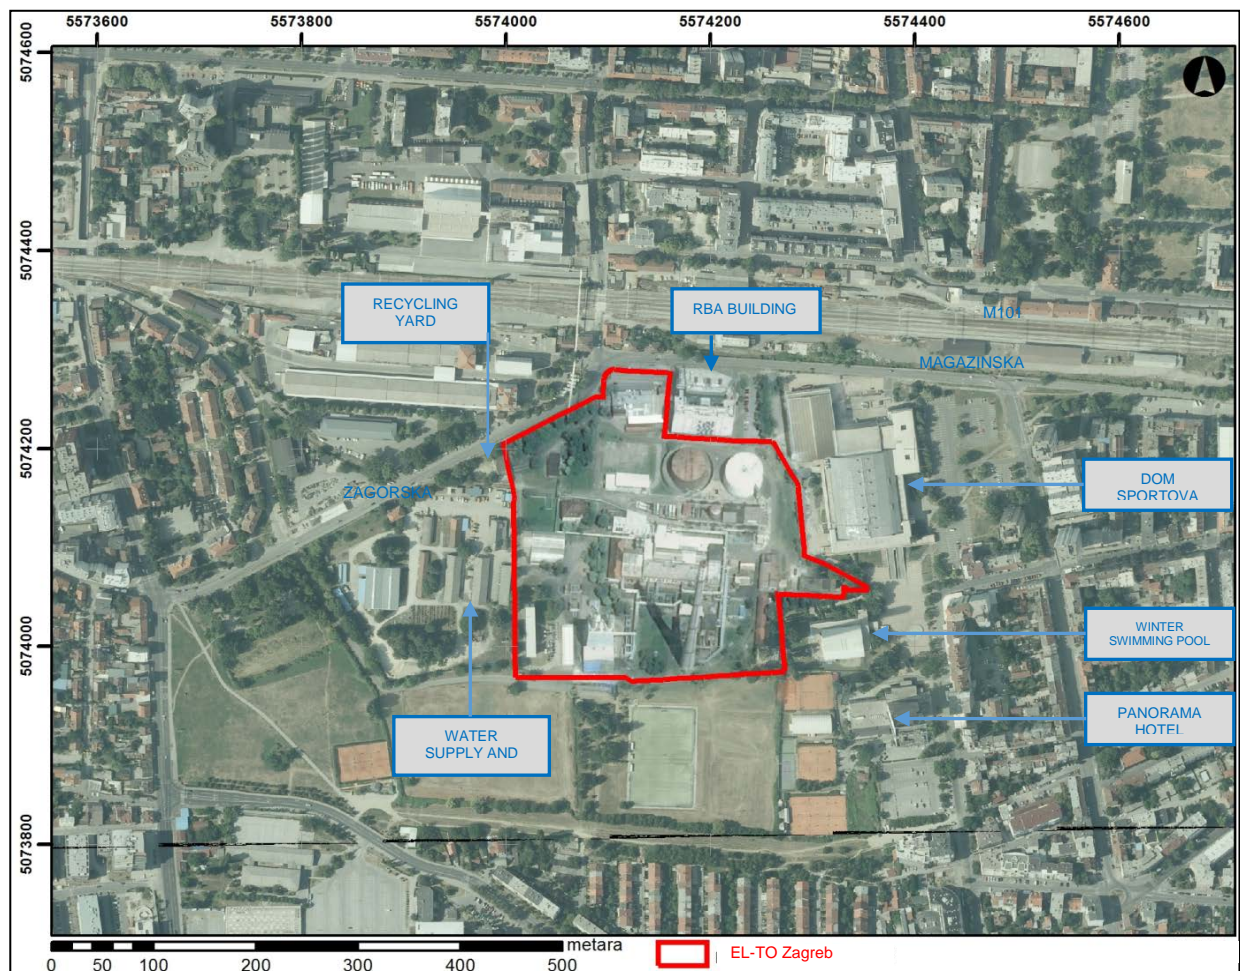 5573600 5573800 5574000 5574200 5574400 5574600
5074600
5074400
5074200
5074000
5073800
RECYCLING
YARD
RBA BUILDING
M101
MAGAZINSKA
ZAGORSKA
DOM
SPORTOVA
WINTER
SWIMMING POOL
PANORAMA
HOTEL
WATER
SUPPLY AND
metara
0 50 100 200 300 400 500
EL-TO Zagreb